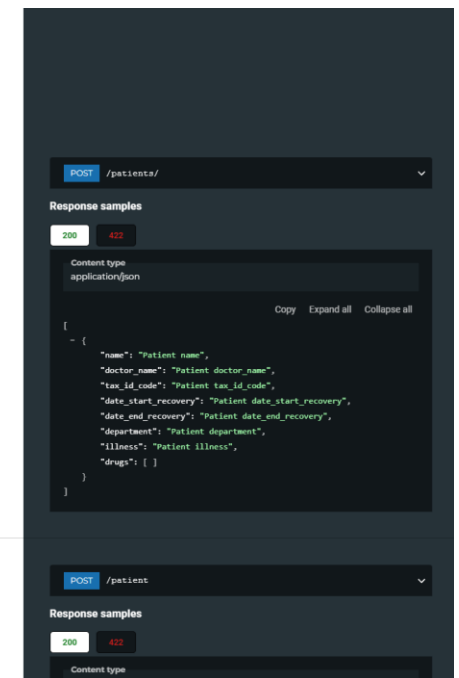 POST /patients/
Response samples
200 422
Content type
application/json
Copy Expand all Collapse all
[
- {
"name": "Patient name",
"doctor_name": "Patient doctor_name",
"tax_id_code": "Patient tax_id_code",
"date_start_recovery": "Patient date_start_recovery",
"date_end_recovery": "Patient date_end_recovery",
"department": "Patient department",
"illness": "Patient illness",
"drugs": [ ]
}
]
POST /patient
Response samples
200 422
Content type